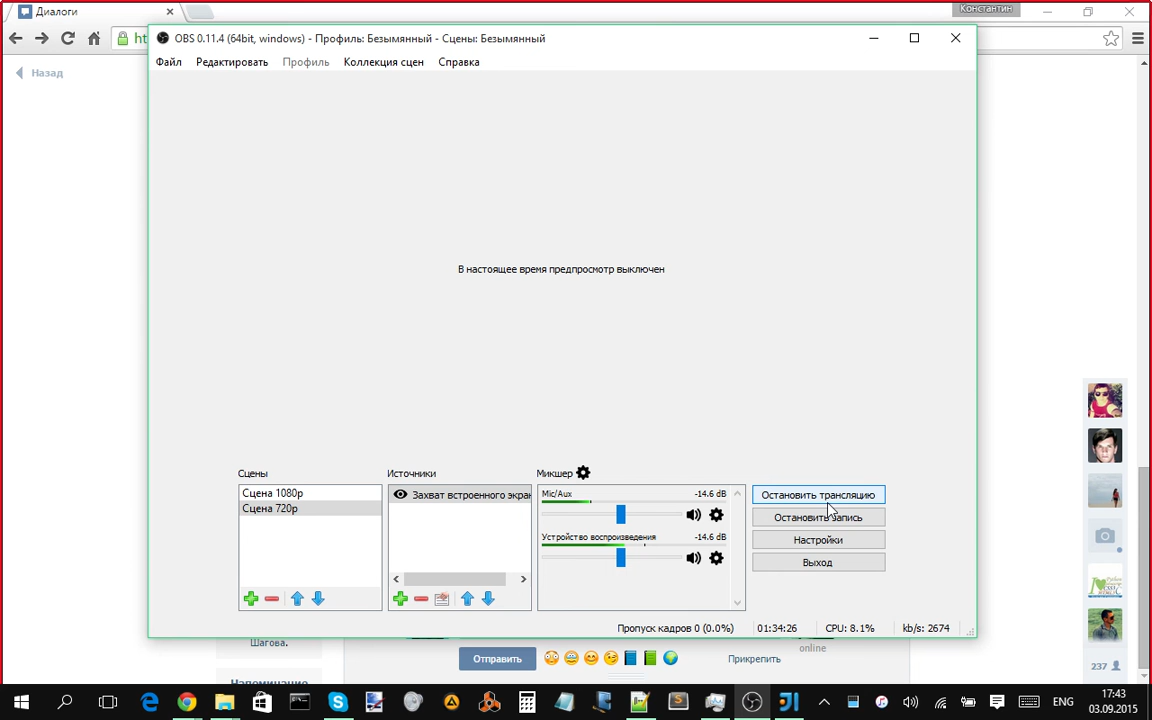 Диалоги
Константин
ht
Назад
OBS 0.11.4 (64bit, windows) - Профиль: Безымянный - Сцены: Безымянный
Файл Редактировать Профиль Коллекция сцен Справка
В настоящее время предпросмотр выключен
Сцены
Сцена 1080p
Сцена 720p
Источники
Захват встроенного экран
Микшер
Mic/Aux -14.6 dB
Устройство воспроизведения -14.6 dB
Остановить трансляцию
Остановить запись
Настройки
Выход
Пропуск кадров 0 (0.0%) 01:34:26 CPU: 8.1% kb/s: 2674
Шагова.
online
Отправить
Прикрепить
237
Напоминание
ENG
17:43
03.09.2015